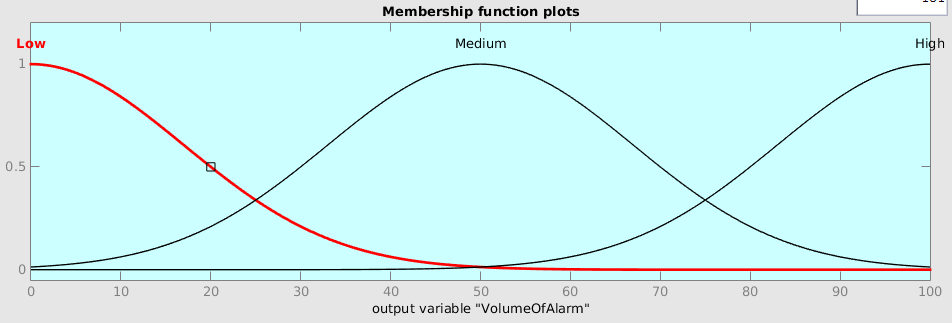 Membership function plots
Low Medium High
1
0.5
0
0 10 20 30 40 50 60 70 80 90 100
output variable "VolumeOfAlarm"